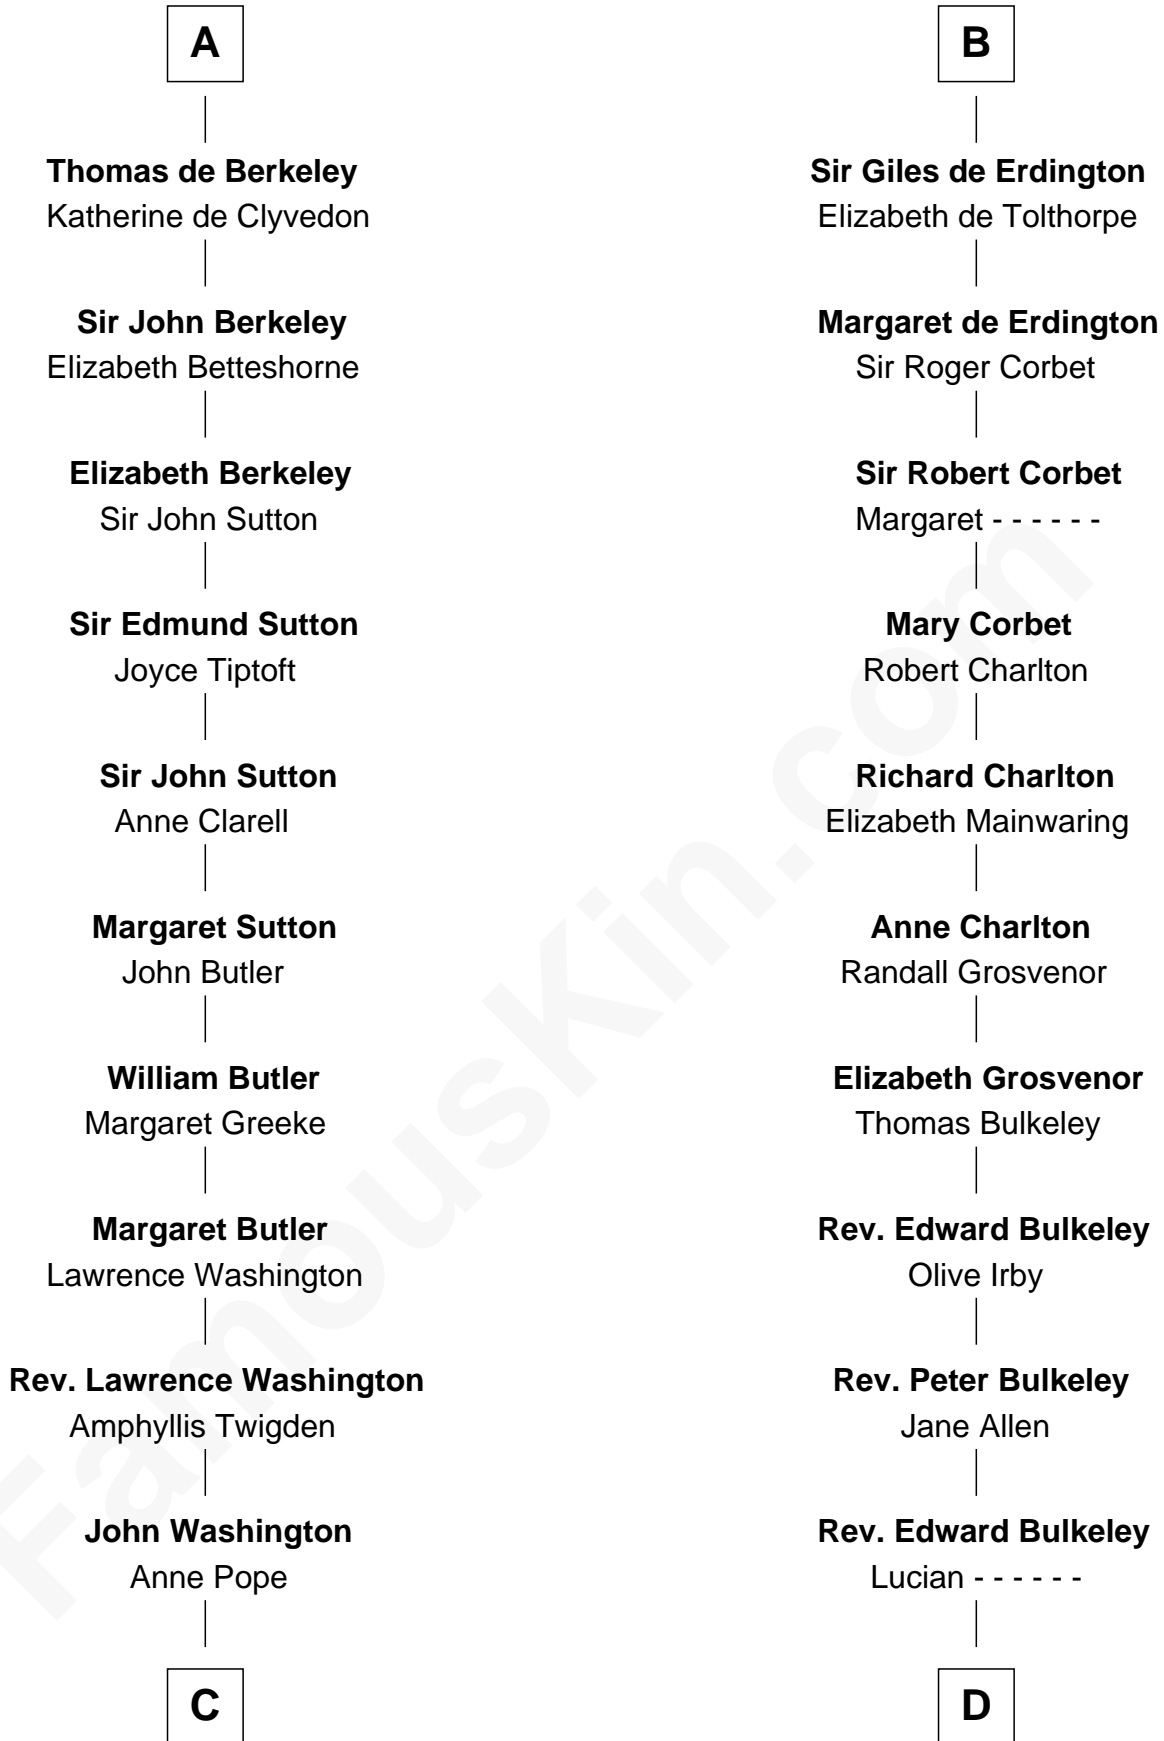 A
Thomas de Berkeley
Katherine de Clyvedon
Sir John Berkeley
Elizabeth Betteshorne
Elizabeth Berkeley
Sir John Sutton
Sir Edmund Sutton
Joyce Tiptoft
Sir John Sutton
Anne Clarell
Margaret Sutton
John Butler
William Butler
Margaret Greeke
Margaret Butler
Lawrence Washington
Rev. Lawrence Washington
Amphyllis Twigden
John Washington
Anne Pope
C
B
Sir Giles de Erdington
Elizabeth de Tolthorpe
Margaret de Erdington
Sir Roger Corbet
Sir Robert Corbet
Margaret - - - - - -
Mary Corbet
Robert Charlton
Richard Charlton
Elizabeth Mainwaring
Anne Charlton
Randall Grosvenor
Elizabeth Grosvenor
Thomas Bulkeley
Rev. Edward Bulkeley
Olive Irby
Rev. Peter Bulkeley
Jane Allen
Rev. Edward Bulkeley
Lucian - - - - - -
D
FamousKin.com